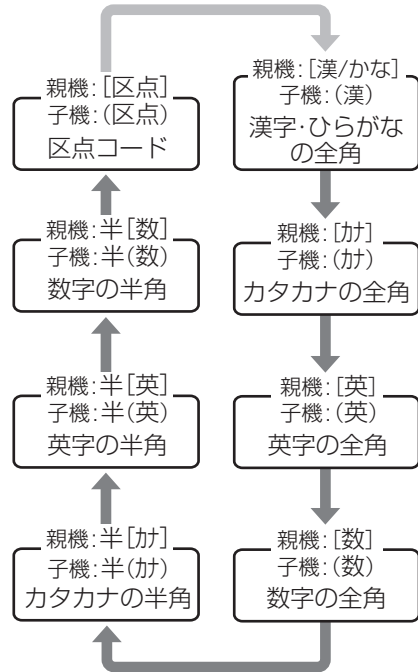 親機:[区点]
子機:(区点)
区点コード
親機:[漢/かな]
子機:(漢)
漢字・ひらがな
の全角
親機:半[数]
子機:半(数)
数字の半角
親機:[ｶﾅ]
子機:(ｶﾅ)
カタカナの全角
親機:半[英]
子機:半(英)
英字の半角
親機:[英]
子機:(英)
英字の全角
親機:半[ｶﾅ]
子機:半(ｶﾅ)
カタカナの半角
親機:[数]
子機:(数)
数字の全角